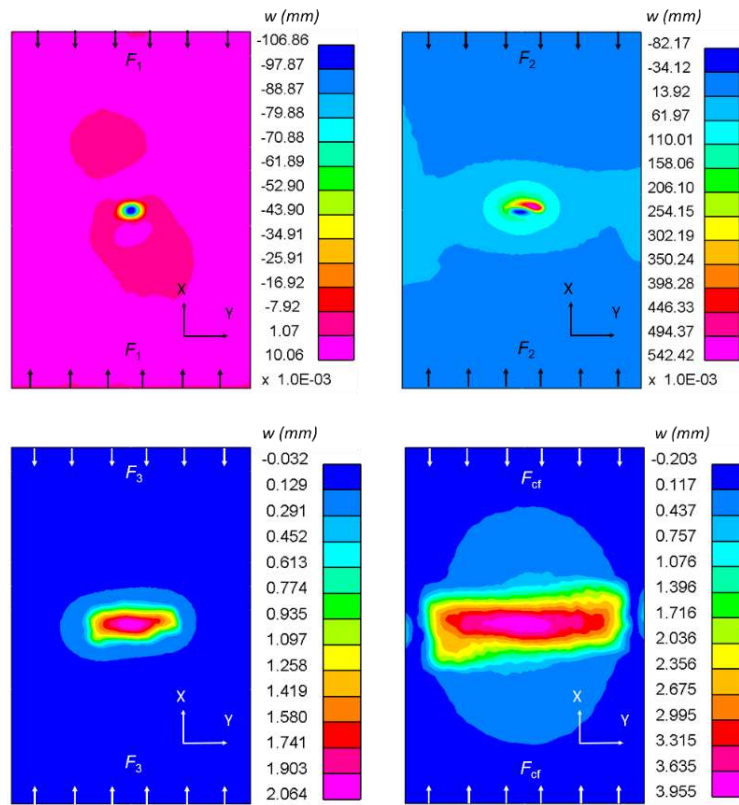 w (mm)
F1
-106.86
-97.87
-88.87
-79.88
-70.88
-61.89
-52.90
-43.90
-34.91
-25.91
-16.92
-7.92
1.07
10.06
x 1.0E-03
X
Y
F1
w (mm)
F2
-82.17
-34.12
13.92
61.97
110.01
158.06
206.10
254.15
302.19
350.24
398.28
446.33
494.37
542.42
x 1.0E-03
X
Y
F2
w (mm)
F3
-0.032
0.129
0.291
0.452
0.613
0.774
0.935
1.097
1.258
1.419
1.580
1.741
1.903
2.064
X
Y
F3
w (mm)
Fcf
-0.203
0.117
0.437
0.757
1.076
1.396
1.716
2.036
2.356
2.675
2.995
3.315
3.635
3.955
X
Y
Fcf